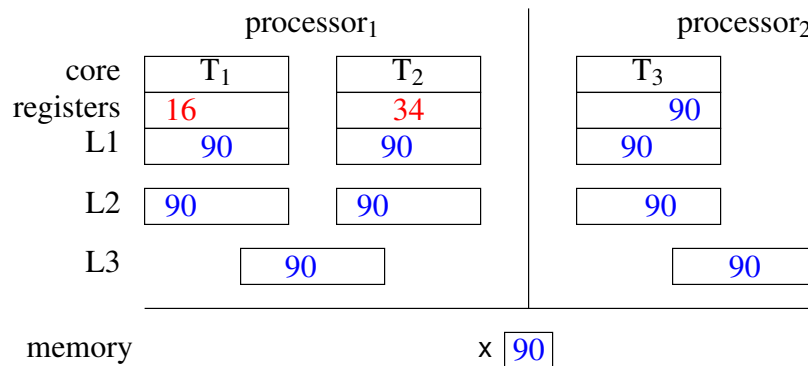 processor₁ processor₂
core T₁ T₂ T₃
registers 16 34 90
L1 90 90 90
L2 90 90 90
L3 90 90
memory x 90